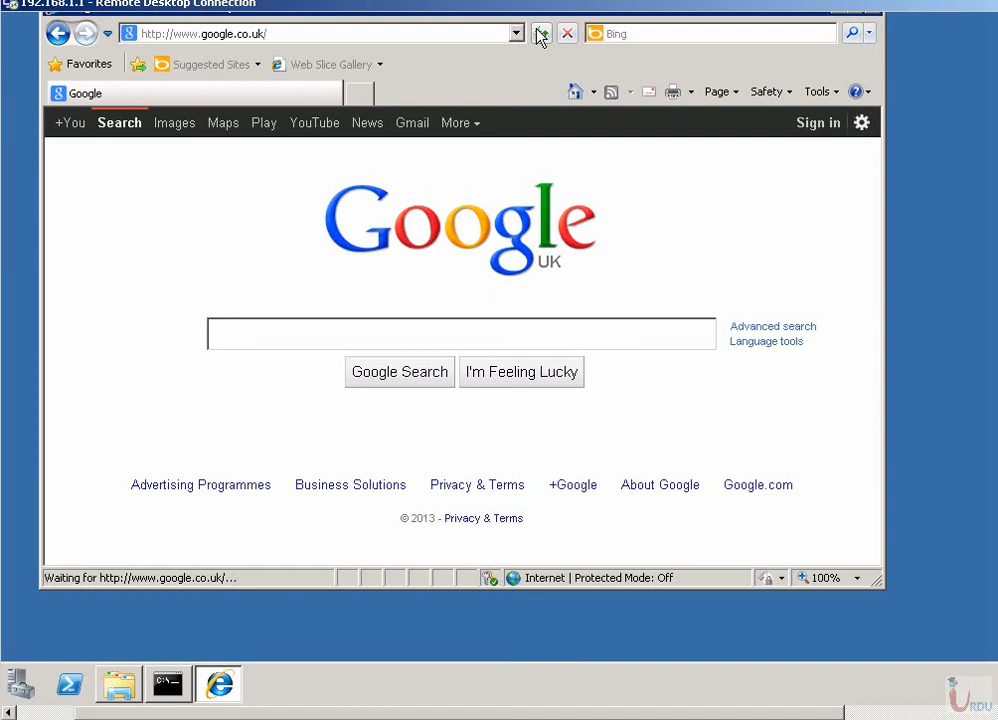 192.168.1.1 - Remote Desktop Connection
http://www.google.co.uk/
Bing
Favorites Suggested Sites Web Slice Gallery
Google
Page Safety Tools
+You Search Images Maps Play YouTube News Gmail More Sign in
Google
UK
Advanced search
Language tools
Google Search I'm Feeling Lucky
Advertising Programmes Business Solutions Privacy & Terms +Google About Google Google.com
© 2013 - Privacy & Terms
Waiting for http://www.google.co.uk/... Internet | Protected Mode: Off 100%
C:\_
URDU